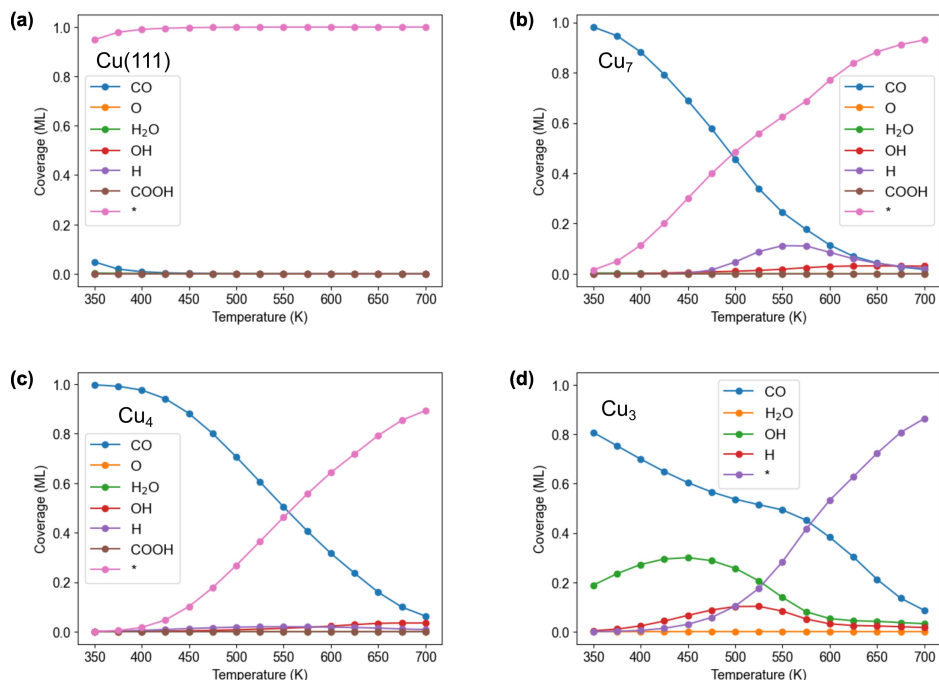 (a)
Cu(111)
CO
O
H₂O
OH
H
COOH
*
Coverage (ML)
1.0
0.8
0.6
0.4
0.2
0.0
350 400 450 500 550 600 650 700
Temperature (K)
(b)
Cu₇
CO
O
H₂O
OH
H
COOH
*
Coverage (ML)
1.0
0.8
0.6
0.4
0.2
0.0
350 400 450 500 550 600 650 700
Temperature (K)
(c)
Cu₄
CO
O
H₂O
OH
H
COOH
*
Coverage (ML)
1.0
0.8
0.6
0.4
0.2
0.0
350 400 450 500 550 600 650 700
Temperature (K)
(d)
Cu₃
CO
H₂O
OH
H
*
Coverage (ML)
1.0
0.8
0.6
0.4
0.2
0.0
350 400 450 500 550 600 650 700
Temperature (K)